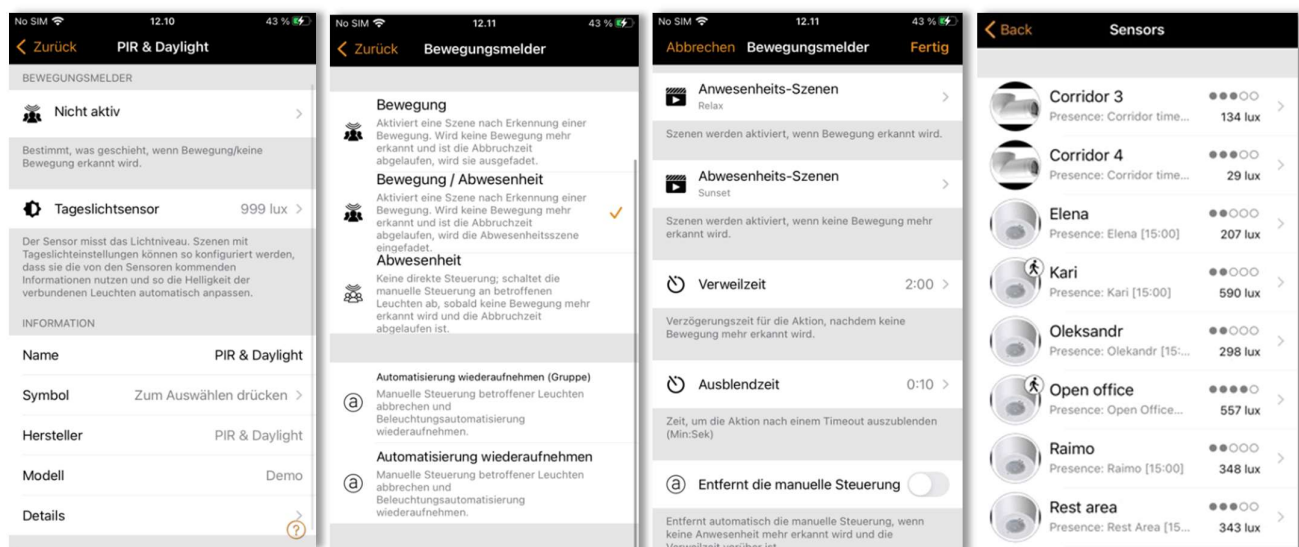 No SIM 12.10 43 %
Zurück PIR & Daylight
BEWEGUNGSMELDER
Nicht aktiv
Bestimmt, was geschieht, wenn Bewegung/keine
Bewegung erkannt wird.
Tageslichtsensor 999 lux
Der Sensor misst das Lichtniveau. Szenen mit
Tageslichteinstellungen können so konfiguriert werden,
dass sie die von den Sensoren kommenden
Informationen nutzen und so die Helligkeit der
verbundenen Leuchten automatisch anpassen.
INFORMATION
Name PIR & Daylight
Symbol Zum Auswählen drücken
Hersteller PIR & Daylight
Modell Demo
Details
?
No SIM 12.11 43 %
Zurück Bewegungsmelder
Bewegung
Aktiviert eine Szene nach Erkennung einer
Bewegung. Wird keine Bewegung mehr
erkannt und ist die Abbruchzeit
abgelaufen, wird sie ausgefadet.
Bewegung / Abwesenheit
Aktiviert eine Szene nach Erkennung einer
Bewegung. Wird keine Bewegung mehr
erkannt und ist die Abbruchzeit
abgelaufen, wird die Abwesenheitsszene
eingefadet.
Abwesenheit
Keine direkte Steuerung; schaltet die
manuelle Steuerung an betroffenen
Leuchten ab, sobald keine Bewegung mehr
erkannt wird und die Abbruchzeit
abgelaufen ist.
Automatisierung wiederaufnehmen (Gruppe)
a Manuelle Steuerung betroffener Leuchten
abbrechen und
Beleuchtungsautomatisierung
wiederaufnehmen.
Automatisierung wiederaufnehmen
a Manuelle Steuerung betroffener Leuchten
abbrechen und
Beleuchtungsautomatisierung
wiederaufnehmen.
No SIM 12.11 43 %
Abbrechen Bewegungsmelder Fertig
Anwesenheits-Szenen
Relax
Szenen werden aktiviert, wenn Bewegung erkannt wird.
Abwesenheits-Szenen
Sunset
Szenen werden aktiviert, wenn keine Bewegung mehr
erkannt wird.
Verweilzeit 2:00
Verzögerungszeit für die Aktion, nachdem keine
Bewegung mehr erkannt wird.
Ausblendzeit 0:10
Zeit, um die Aktion nach einem Timeout auszublenden
(Min:Sek)
a Entfernt die manuelle Steuerung
Entfernt automatisch die manuelle Steuerung, wenn
keine Anwesenheit mehr erkannt wird und die
Verweilzeit vorüber ist
Back Sensors
Corridor 3
Presence: Corridor time... 134 lux
Corridor 4
Presence: Corridor time... 29 lux
Elena
Presence: Elena [15:00] 207 lux
Kari
Presence: Kari [15:00] 590 lux
Oleksandr
Presence: Olekandr [15:... 298 lux
Open office
Presence: Open Office... 557 lux
Raimo
Presence: Raimo [15:00] 348 lux
Rest area
Presence: Rest Area [15... 343 lux